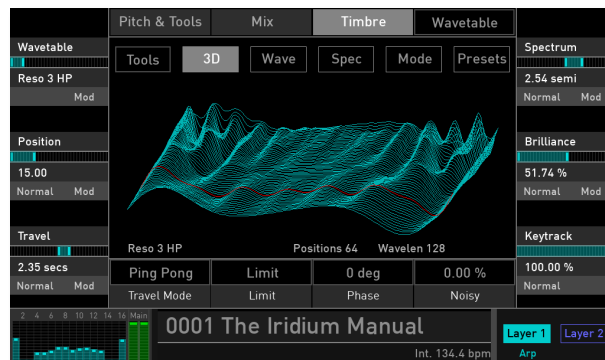 Pitch & Tools Mix Timbre Wavetable
Wavetable
Reso 3 HP
Mod
Tools 3D Wave Spec Mode Presets
Spectrum
2.54 semi
Normal Mod
Position
15.00
Normal Mod
Brilliance
51.74 %
Normal Mod
Travel
2.35 secs
Normal Mod
Reso 3 HP Positions 64 Wavelen 128
Keytrack
100.00 %
Normal
Ping Pong Limit 0 deg 0.00 %
Travel Mode Limit Phase Noisy
2 4 6 8 10 12 14 16 Main
0001 The Iridium Manual
Int. 134.4 bpm
Layer 1 Layer 2
Arp